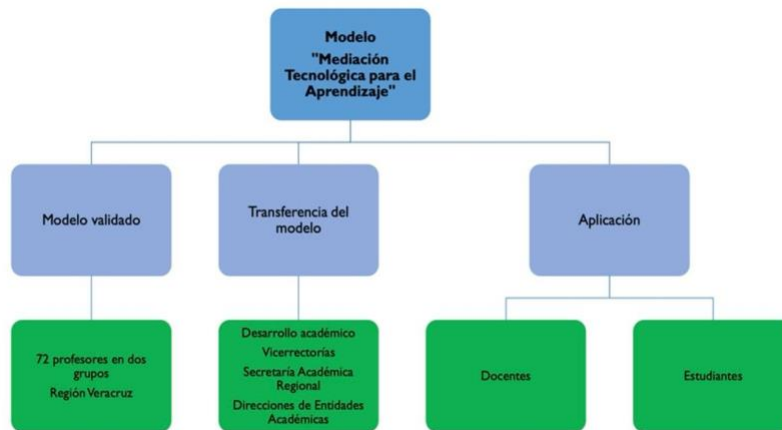 Modelo
"Mediación
Tecnológica para el
Aprendizaje"
Modelo validado
Transferencia del
modelo
Aplicación
72 profesores en dos
grupos
Región Veracruz
Desarrollo académico
Vicerrectorías
Secretaría Académica
Regional
Direcciones de Entidades
Académicas
Docentes
Estudiantes